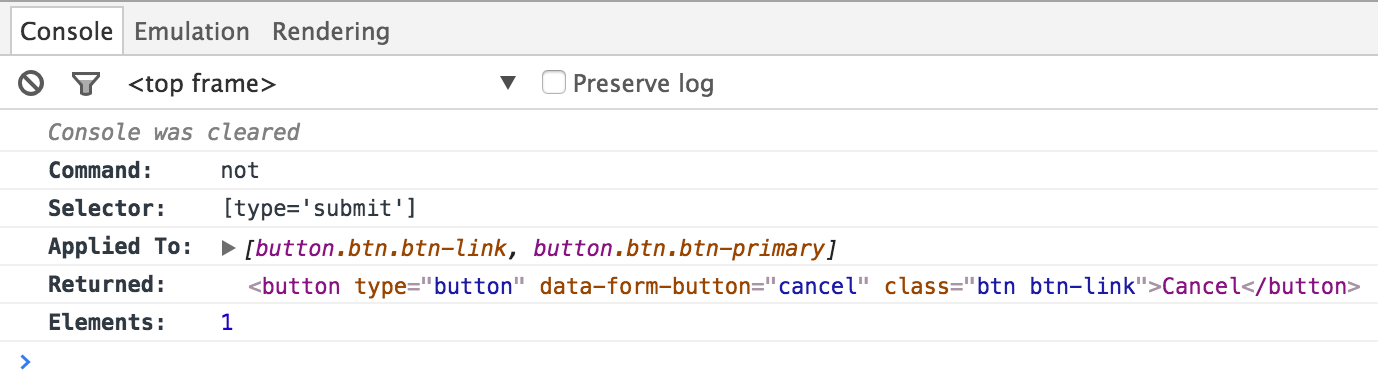 Console Emulation Rendering
<top frame> ▼ Preserve log
Console was cleared
Command: not
Selector: [type='submit']
Applied To: ▶ [button.btn.btn-link, button.btn.btn-primary]
Returned: <button type="button" data-form-button="cancel" class="btn btn-link">Cancel</button>
Elements: 1
>